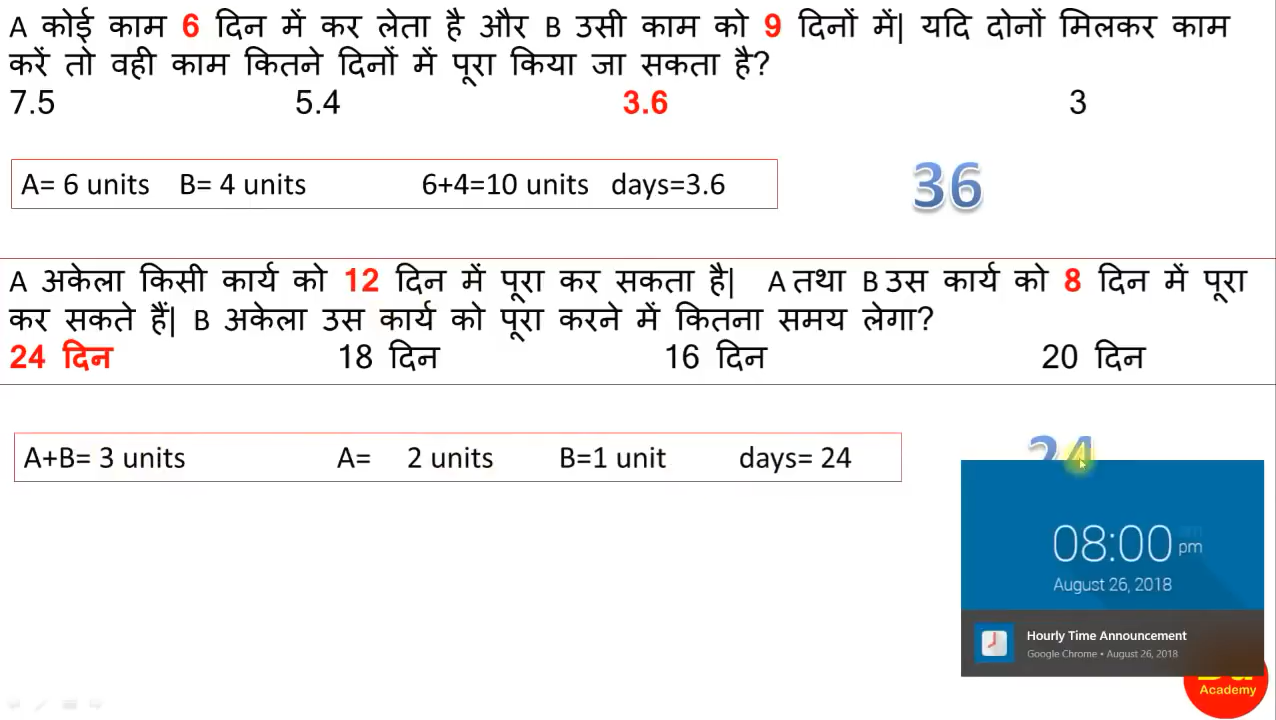 A कोई काम 6 दिन में कर लेता है और B उसी काम को 9 दिनों में| यदि दोनों मिलकर काम
करें तो वही काम कितने दिनों में पूरा किया जा सकता है?
7.5 5.4 3.6 3
A= 6 units B= 4 units 6+4=10 units days=3.6
36
A अकेला किसी कार्य को 12 दिन में पूरा कर सकता है| A तथा B उस कार्य को 8 दिन में पूरा
कर सकते हैं| B अकेला उस कार्य को पूरा करने में कितना समय लेगा?
24 दिन 18 दिन 16 दिन 20 दिन
A+B= 3 units A= 2 units B=1 unit days= 24
24
08:00 am
pm
August 26, 2018
Hourly Time Announcement
Google Chrome • August 26, 2018
Academy